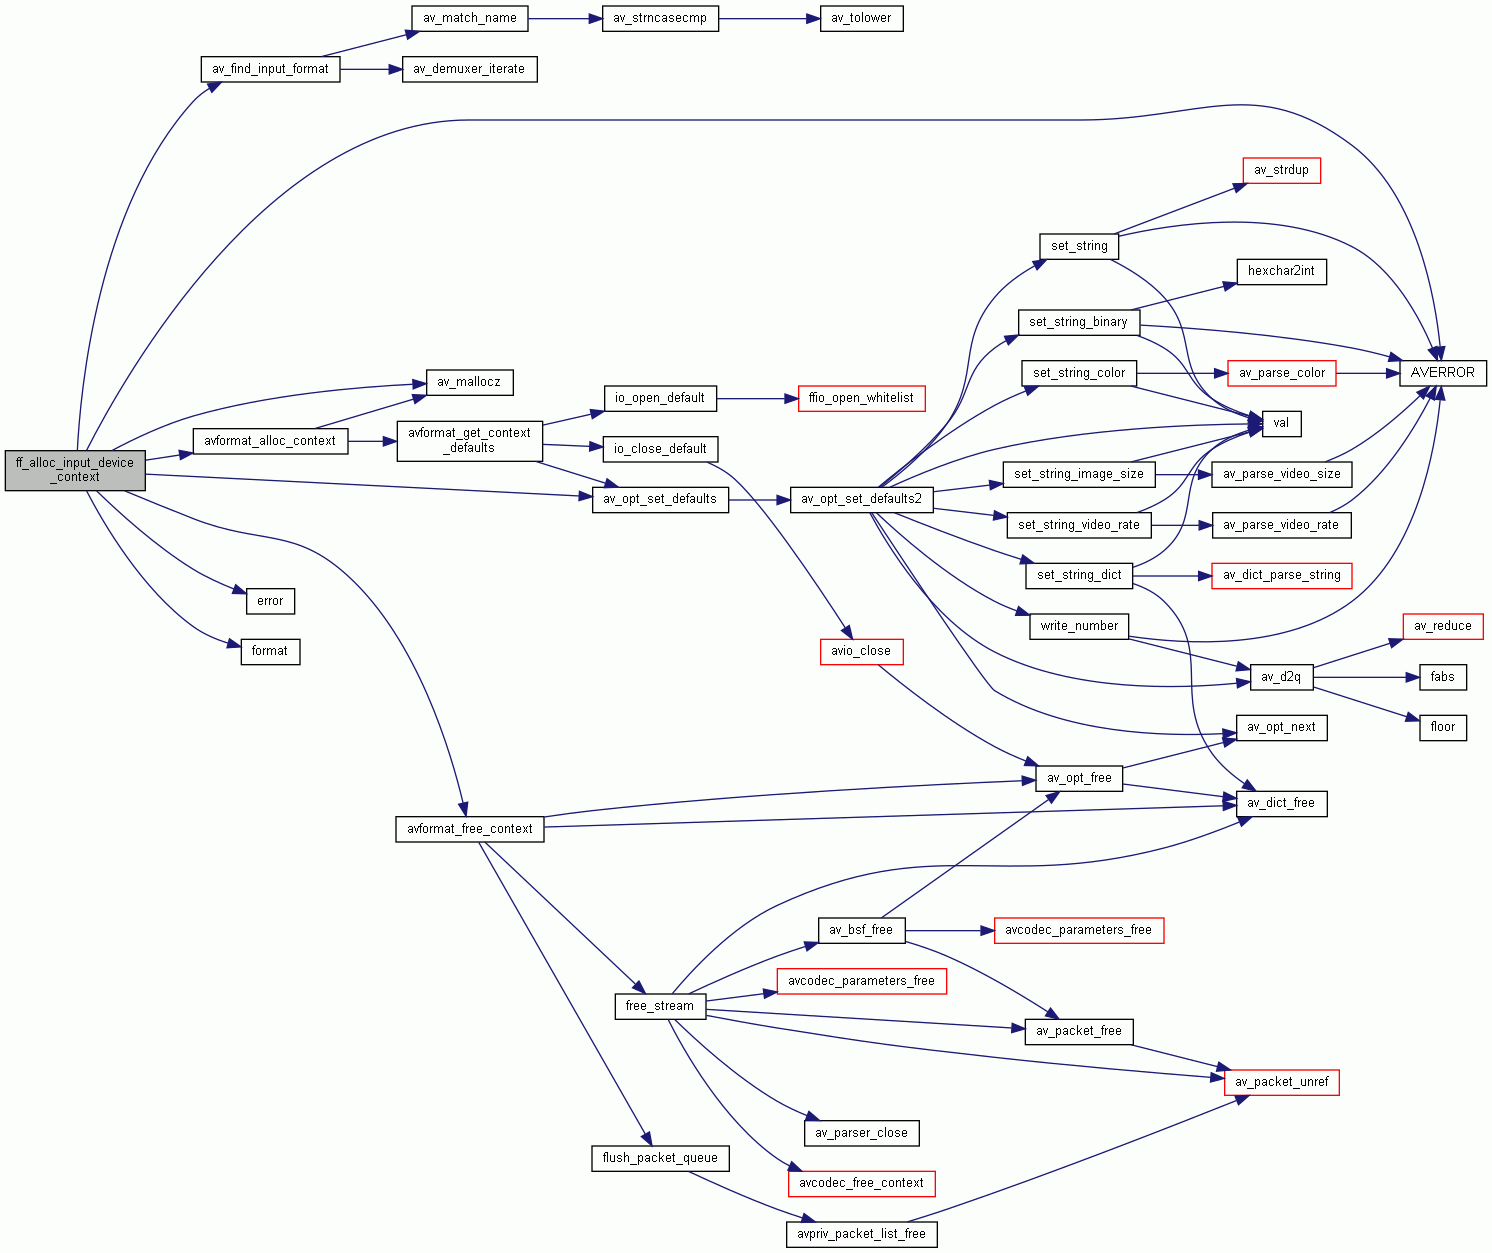 av_match_name
av_strncasecmp
av_tolower
av_find_input_format
av_demuxer_iterate
av_strdup
set_string
hexchar2int
set_string_binary
av_mallocz
set_string_color
av_parse_color
AVERROR
io_open_default
ffio_open_whitelist
val
avformat_alloc_context
avformat_get_context
_defaults
io_close_default
ff_alloc_input_device
_context
av_opt_set_defaults
av_opt_set_defaults2
set_string_image_size
av_parse_video_size
set_string_video_rate
av_parse_video_rate
set_string_dict
av_dict_parse_string
error
write_number
av_reduce
format
avio_close
av_d2q
fabs
floor
av_opt_next
av_opt_free
av_dict_free
avformat_free_context
av_bsf_free
avcodec_parameters_free
avcodec_parameters_free
free_stream
av_packet_free
av_packet_unref
av_parser_close
flush_packet_queue
avcodec_free_context
avpriv_packet_list_free